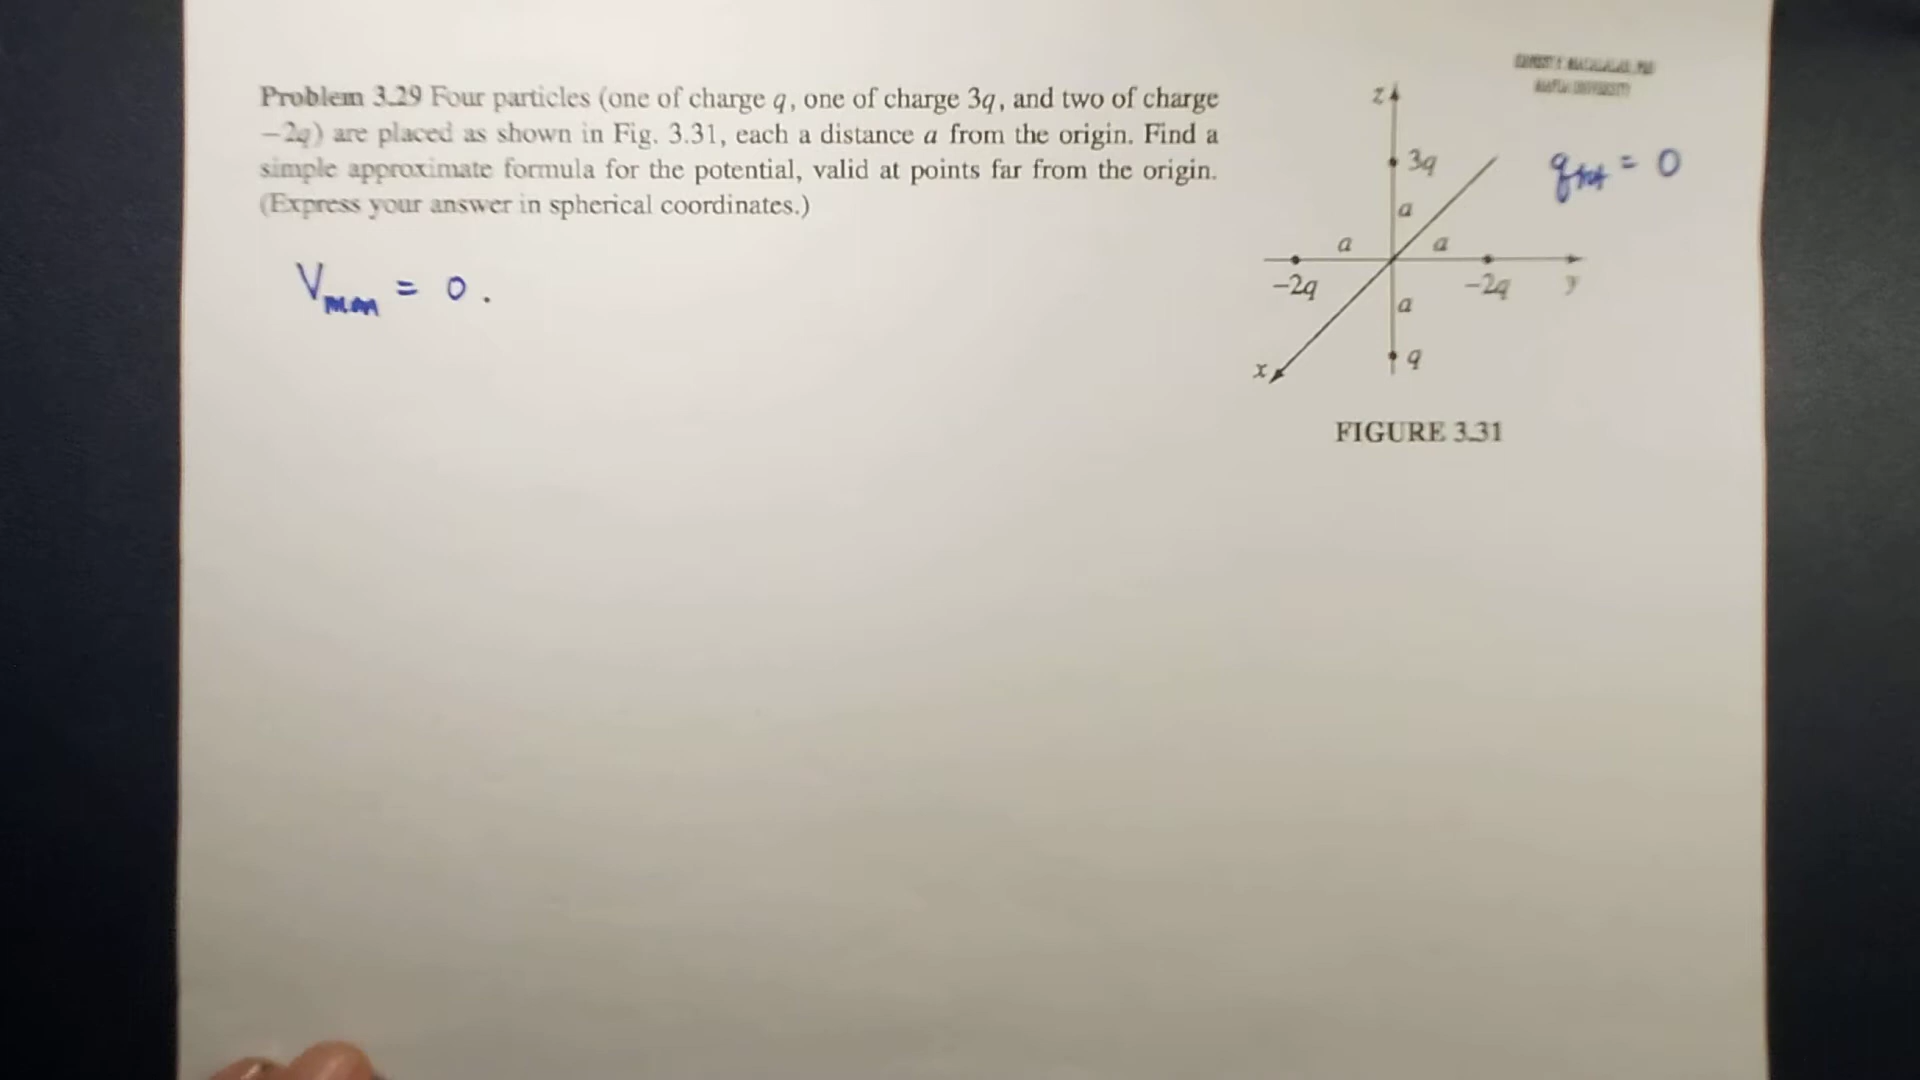 Problem 3.29 Four particles (one of charge q, one of charge 3q, and two of charge
−2q) are placed as shown in Fig. 3.31, each a distance a from the origin. Find a
simple approximate formula for the potential, valid at points far from the origin.
(Express your answer in spherical coordinates.)
V_mon = 0.
z
3q
q_tot = 0
a
a
a
−2q
−2q
y
a
x
q
FIGURE 3.31